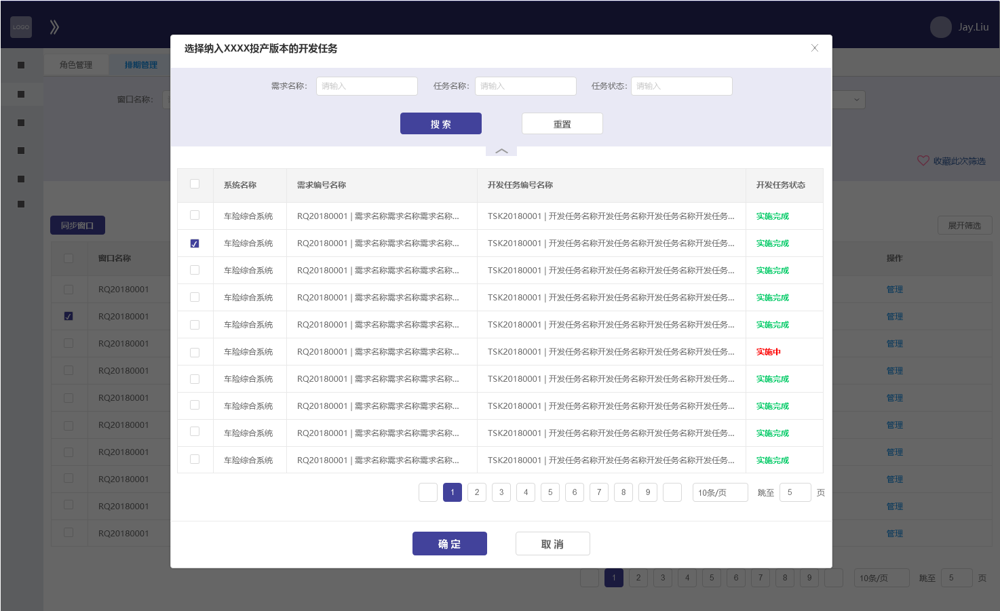 LOGO
Jay.Liu
角色管理
排期管理
窗口名称：
收藏此次筛选
同步窗口
展开筛选
窗口名称
操作
RQ20180001
管理
RQ20180001
管理
RQ20180001
管理
RQ20180001
管理
RQ20180001
管理
RQ20180001
管理
RQ20180001
管理
RQ20180001
管理
RQ20180001
管理
RQ20180001
管理
1 2 3 4 5 6 7 8 9 10条/页 跳至 5 页
选择纳入XXXX投产版本的开发任务
需求名称： 请输入 任务名称： 请输入 任务状态： 请输入
搜 索 重置
系统名称 需求编号名称 开发任务编号名称 开发任务状态
车险综合系统 RQ20180001 | 需求名称需求名称需求名称... TSK20180001 | 开发任务名称开发任务名称开发任务名称开发任务... 实施完成
车险综合系统 RQ20180001 | 需求名称需求名称需求名称... TSK20180001 | 开发任务名称开发任务名称开发任务名称开发任务... 实施完成
车险综合系统 RQ20180001 | 需求名称需求名称需求名称... TSK20180001 | 开发任务名称开发任务名称开发任务名称开发任务... 实施完成
车险综合系统 RQ20180001 | 需求名称需求名称需求名称... TSK20180001 | 开发任务名称开发任务名称开发任务名称开发任务... 实施完成
车险综合系统 RQ20180001 | 需求名称需求名称需求名称... TSK20180001 | 开发任务名称开发任务名称开发任务名称开发任务... 实施完成
车险综合系统 RQ20180001 | 需求名称需求名称需求名称... TSK20180001 | 开发任务名称开发任务名称开发任务名称开发任务... 实施中
车险综合系统 RQ20180001 | 需求名称需求名称需求名称... TSK20180001 | 开发任务名称开发任务名称开发任务名称开发任务... 实施完成
车险综合系统 RQ20180001 | 需求名称需求名称需求名称... TSK20180001 | 开发任务名称开发任务名称开发任务名称开发任务... 实施完成
车险综合系统 RQ20180001 | 需求名称需求名称需求名称... TSK20180001 | 开发任务名称开发任务名称开发任务名称开发任务... 实施完成
车险综合系统 RQ20180001 | 需求名称需求名称需求名称... TSK20180001 | 开发任务名称开发任务名称开发任务名称开发任务... 实施完成
1 2 3 4 5 6 7 8 9 10条/页 跳至 5 页
确 定 取 消